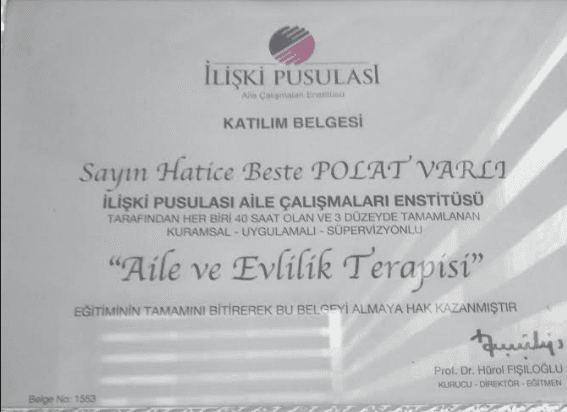 İLİŞKİ PUSULASI
Aile Çalışmaları Enstitüsü
KATILIM BELGESİ
Sayın Hatice Beste POLAT VARLI
İLİŞKİ PUSULASI AİLE ÇALIŞMALARI ENSTİTÜSÜ
TARAFINDAN HER BİRİ 40 SAAT OLAN VE 3 DÜZEYDE TAMAMLANAN
KURAMSAL - UYGULAMALI - SÜPERVİZYONLU
"Aile ve Evlilik Terapisi"
EĞİTİMİNİN TAMAMINI BİTİREREK BU BELGEYİ ALMAYA HAK KAZANMIŞTIR
Prof. Dr. Hürol FIŞILOĞLU
KURUCU - DİREKTÖR - EĞİTMEN
Belge No: 1553